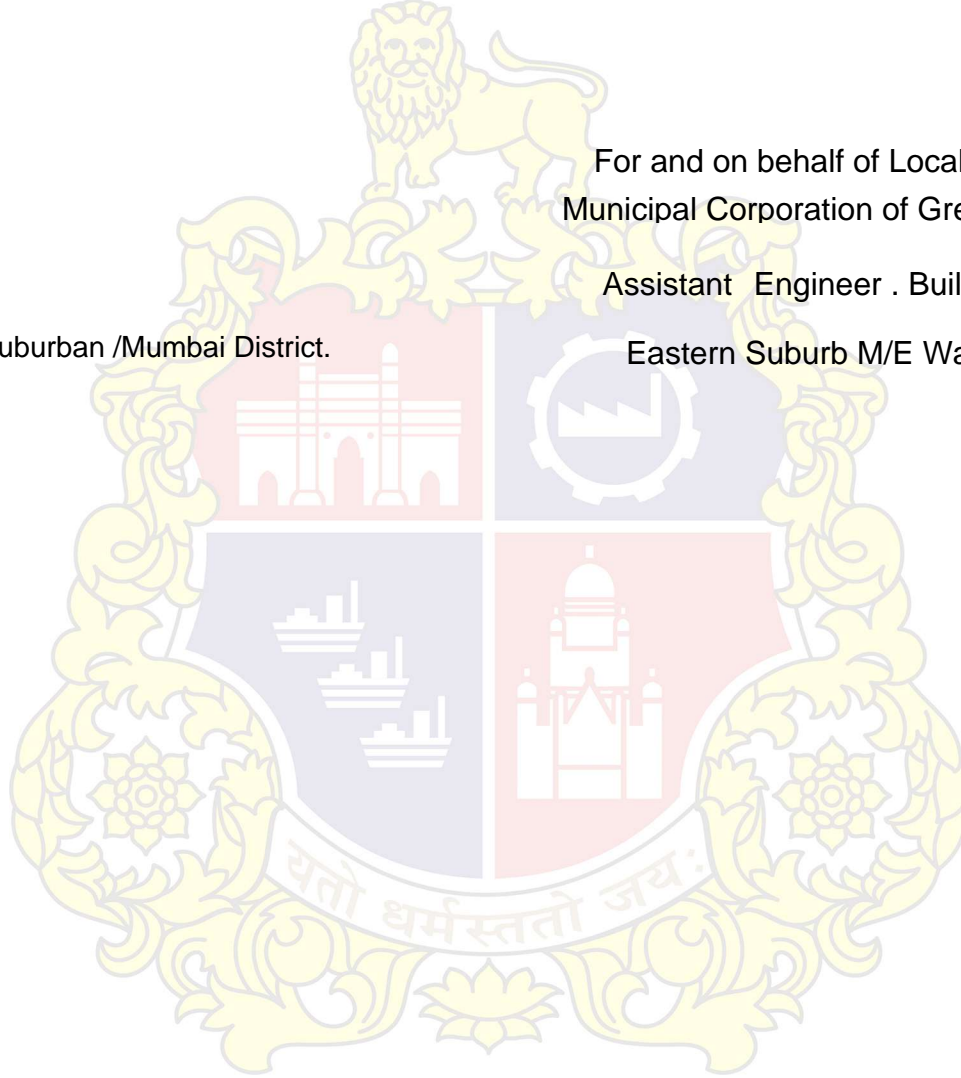 For and on behalf of Local
Municipal Corporation of Gre
Assistant Engineer . Buil
uburban /Mumbai District.
Eastern Suburb M/E Wa
यतो धर्मस्ततो जय: